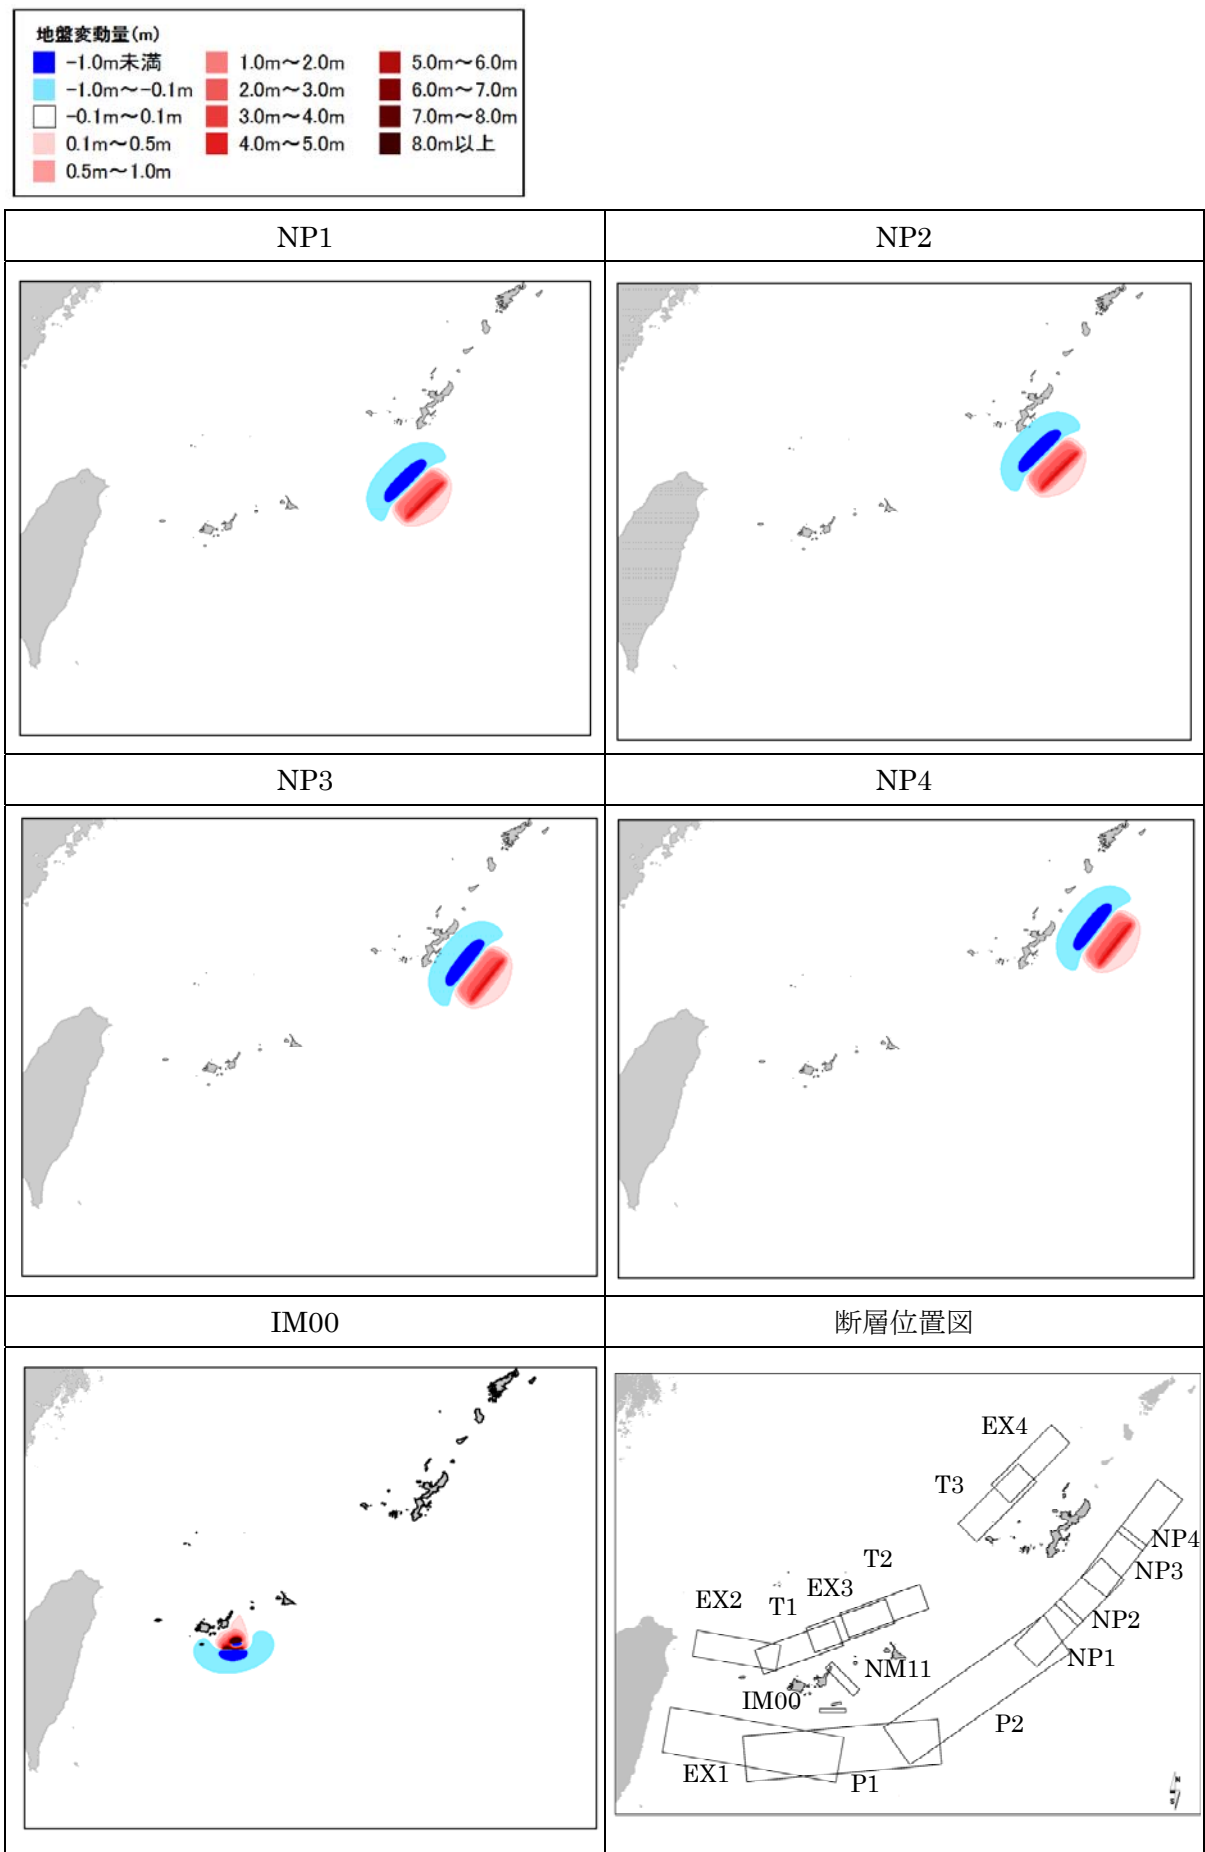 地盤変動量(m)
-1.0m未満
-1.0m～-0.1m
-0.1m～0.1m
0.1m～0.5m
0.5m～1.0m
1.0m～2.0m
2.0m～3.0m
3.0m～4.0m
4.0m～5.0m
5.0m～6.0m
6.0m～7.0m
7.0m～8.0m
8.0m以上
NP1
NP2
NP3
NP4
IM00
断層位置図
EX4
T3
NP4
NP3
T2
EX3
T1
EX2
NP2
NP1
NM11
IM00
P2
EX1
P1
N
S